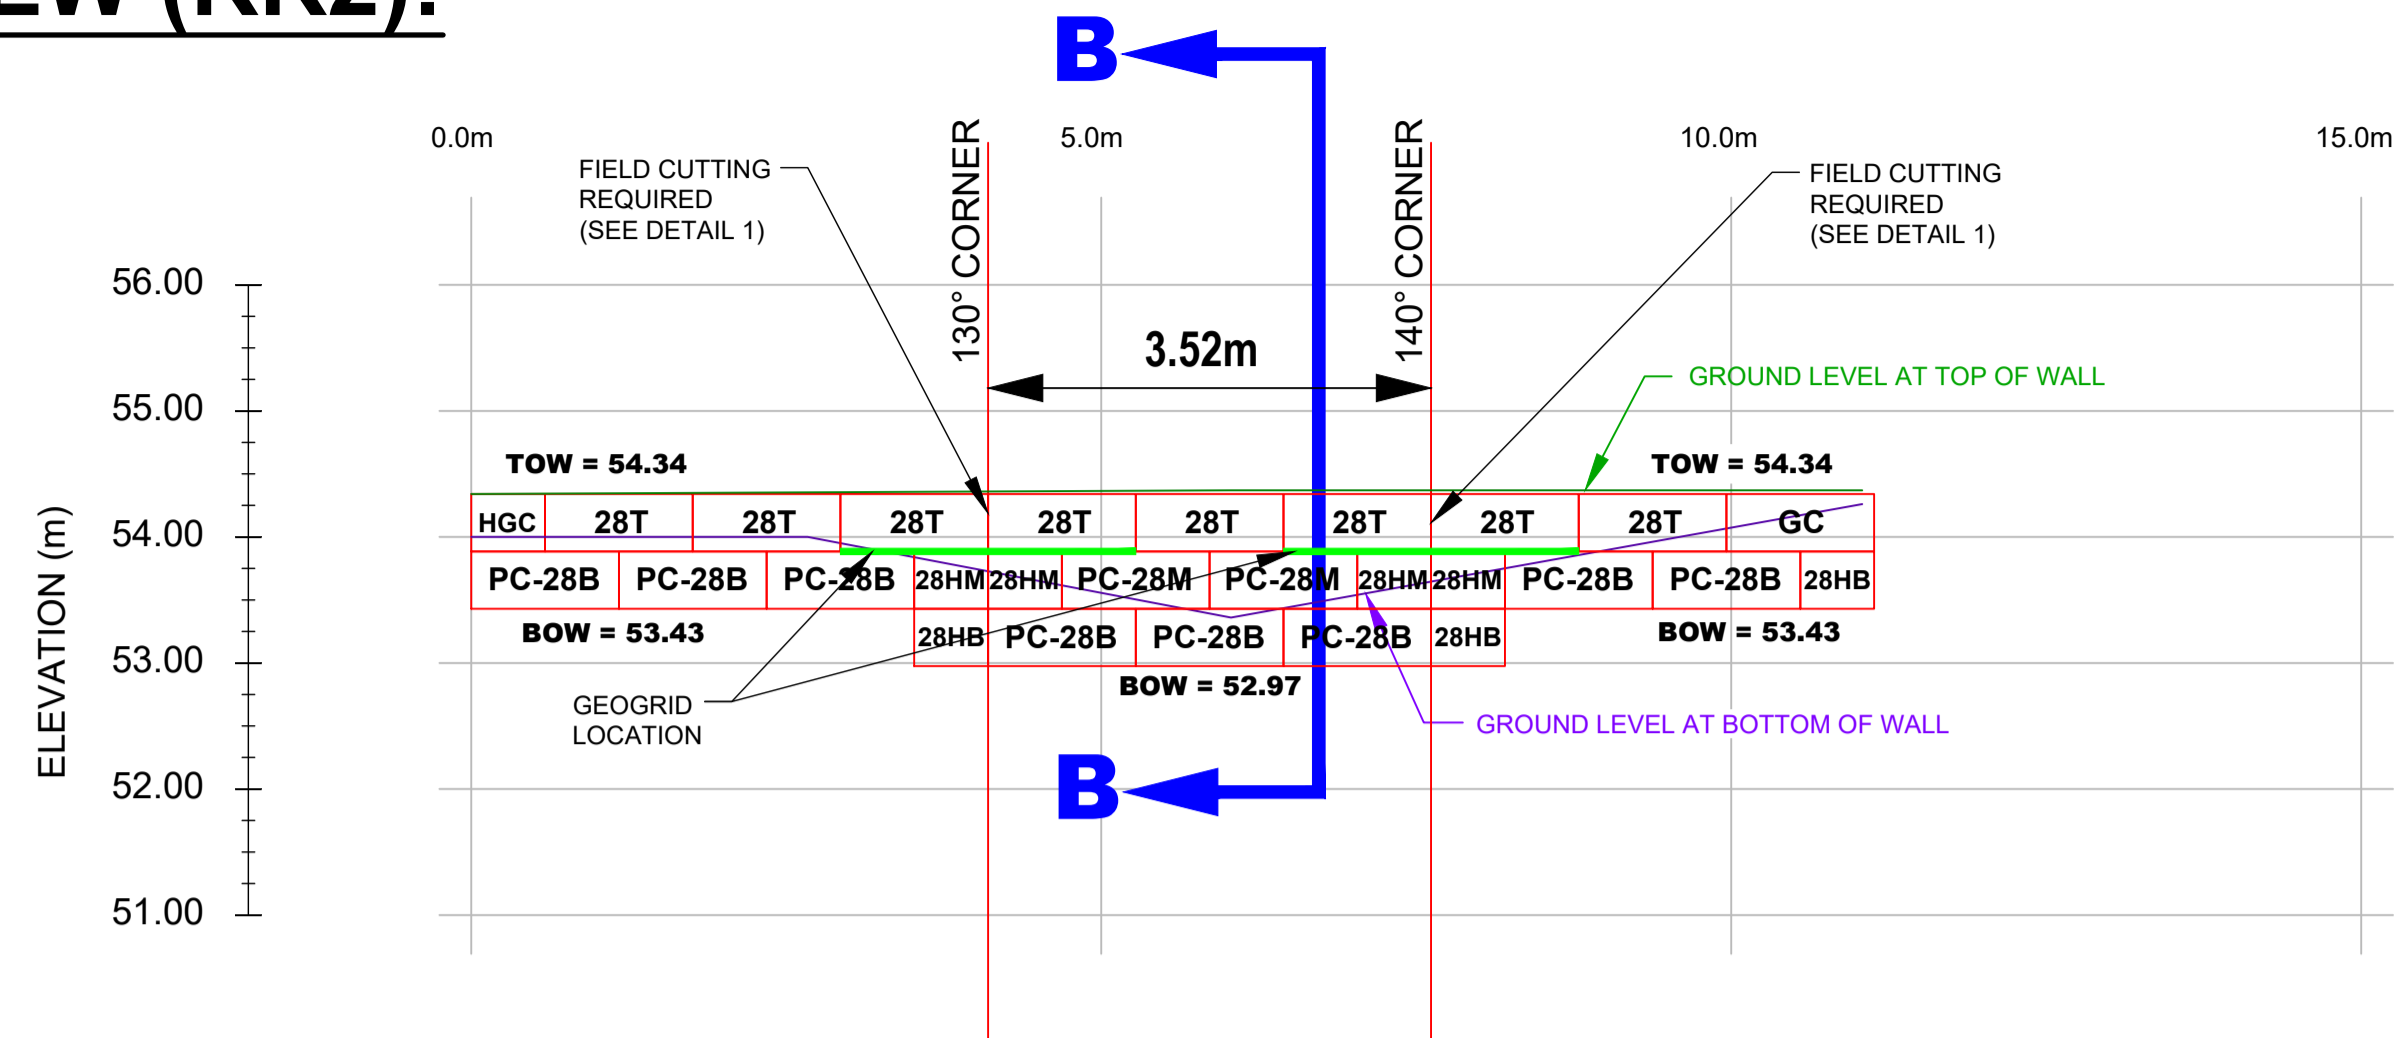 0.0m
5.0m
10.0m
15.0m
B
FIELD CUTTING
REQUIRED
(SEE DETAIL 1)
130° CORNER
140° CORNER
FIELD CUTTING
REQUIRED
(SEE DETAIL 1)
56.00
55.00
54.00
53.00
52.00
51.00
ELEVATION (m)
3.52m
GROUND LEVEL AT TOP OF WALL
TOW = 54.34
TOW = 54.34
HGC 28T 28T 28T 28T 28T 28T 28T 28T GC
PC-28B PC-28B PC-28B 28HM 28HM PC-28M PC-28M 28HM 28HM PC-28B PC-28B 28HB
BOW = 53.43
28HB PC-28B PC-28B PC-28B 28HB
BOW = 53.43
BOW = 52.97
GEOGRID
LOCATION
GROUND LEVEL AT BOTTOM OF WALL
B